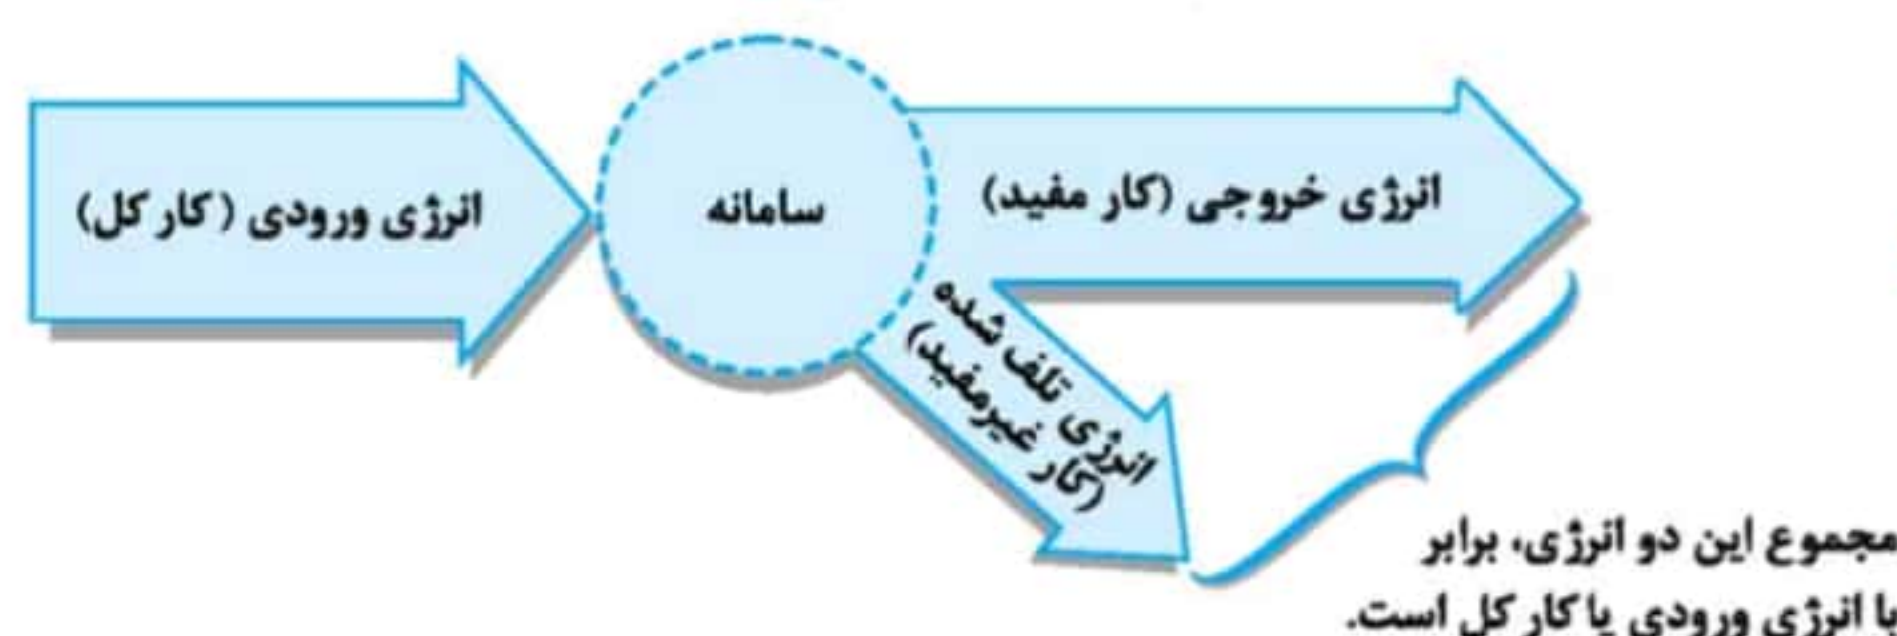 انرژی ورودی (کار کل)
سامانه
انرژی خروجی (کار مفید)
انرژی تلف شده
(کار غیرمفید)
مجموع این دو انرژی، برابر
با انرژی ورودی یا کار کل است.